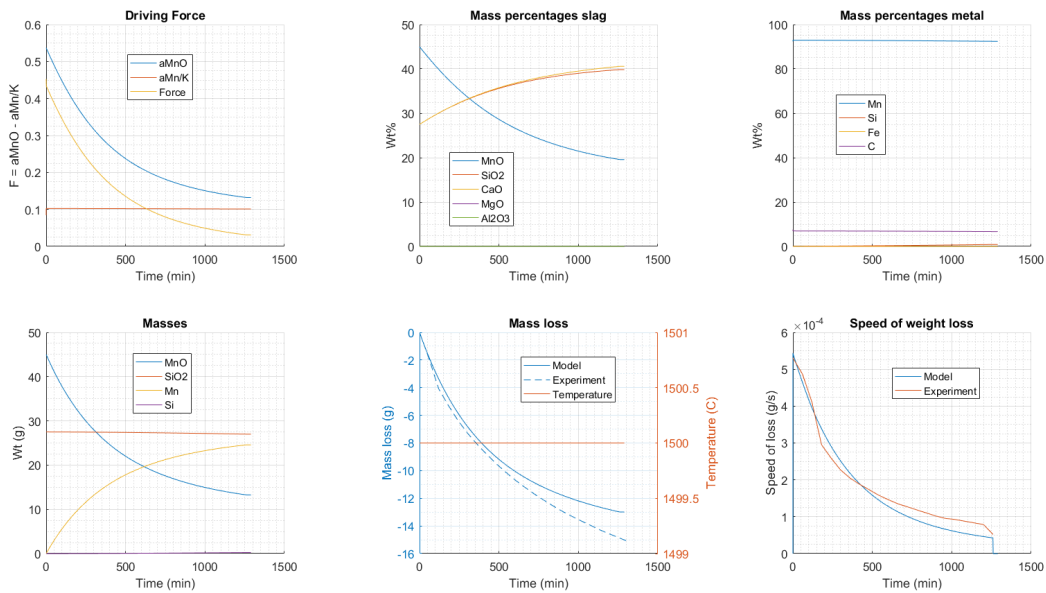 Driving Force
0.6
0.5
0.4
0.3
0.2
0.1
0
F = aMnO - aMn/K
aMnO
aMn/K
Force
0 500 1000 1500
Time (min)
Mass percentages slag
50
40
30
20
10
0
Wt%
MnO
SiO2
CaO
MgO
Al2O3
0 500 1000 1500
Time (min)
Mass percentages metal
100
80
60
40
20
0
Wt%
Mn
Si
Fe
C
0 500 1000 1500
Time (min)
Masses
50
40
30
20
10
0
Wt (g)
MnO
SiO2
Mn
Si
0 500 1000 1500
Time (min)
Mass loss
0
-2
-4
-6
-8
-10
-12
-14
-16
Mass loss (g)
Model
Experiment
Temperature
1501
1500.5
1500
1499.5
1499
Temperature (C)
0 500 1000 1500
Time (min)
Speed of weight loss
× 10⁻⁴
6
5
4
3
2
1
0
Speed of loss (g/s)
Model
Experiment
0 500 1000 1500
Time (min)